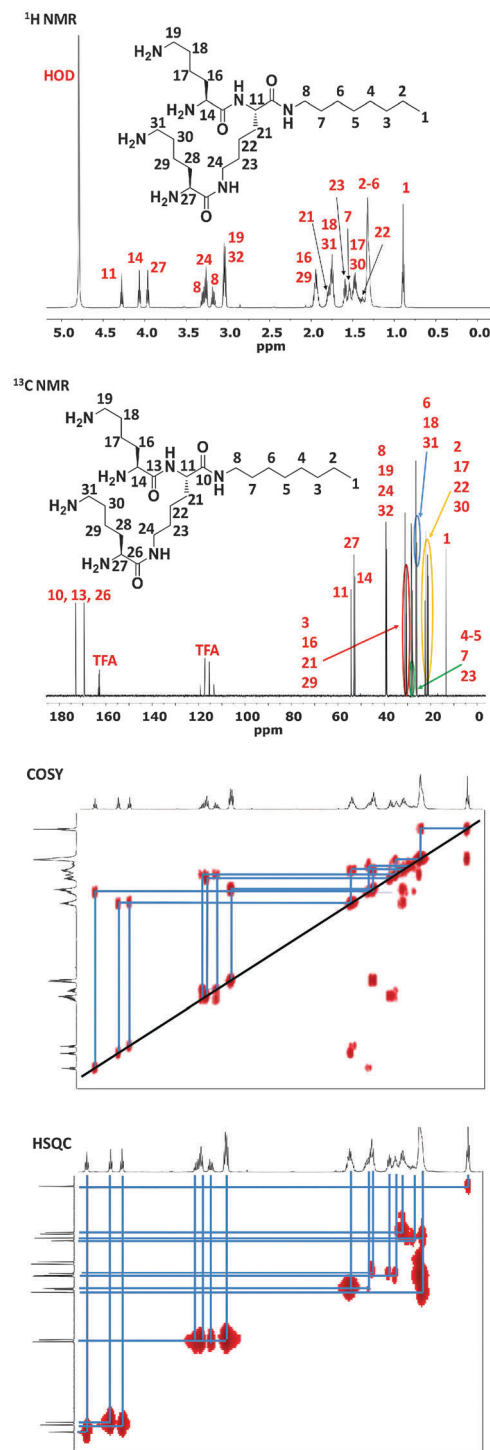 ¹H NMR
19
H₂N
18
17
16
HOD
O
H
N
11
O
N
H
8
7
6
5
4
3
2
1
H₂N
14
O
21
31
H₂N
30
29
28
22
24
23
H₂N
27
O
NH
11
14
27
24
8
8
19
32
16
29
21
18
31
23
7
17
30
2-6
22
1
5.0 4.5 4.0 3.5 3.0 2.5 2.0 1.5 1.0 0.5 0.0
ppm
¹³C NMR
19
H₂N
18
17
16
O
13
H
N
11
O
10
N
H
8
7
6
5
4
3
2
1
H₂N
14
O
21
31
H₂N
30
29
28
22
24
23
H₂N
27
26
O
NH
10, 13, 26
TFA
TFA
3
16
21
29
11
27
14
8
19
24
32
6
18
31
2
17
22
30
1
4-5
7
23
180 160 140 120 100 80 60 40 20 0
ppm
COSY
HSQC